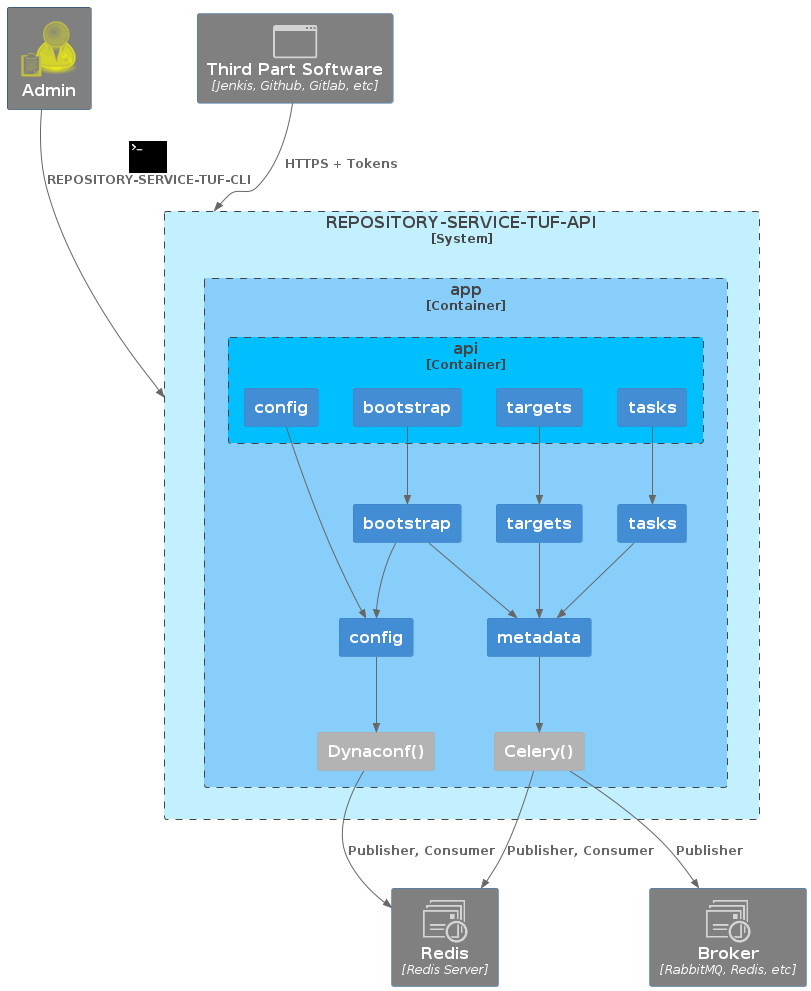 Admin
Third Part Software
[Jenkis, Github, Gitlab, etc]
>_
REPOSITORY-SERVICE-TUF-CLI
HTTPS + Tokens
REPOSITORY-SERVICE-TUF-API
[System]
app
[Container]
api
[Container]
config
bootstrap
targets
tasks
bootstrap
targets
tasks
config
metadata
Dynaconf()
Celery()
Publisher, Consumer
Publisher, Consumer
Publisher
Redis
[Redis Server]
Broker
[RabbitMQ, Redis, etc]